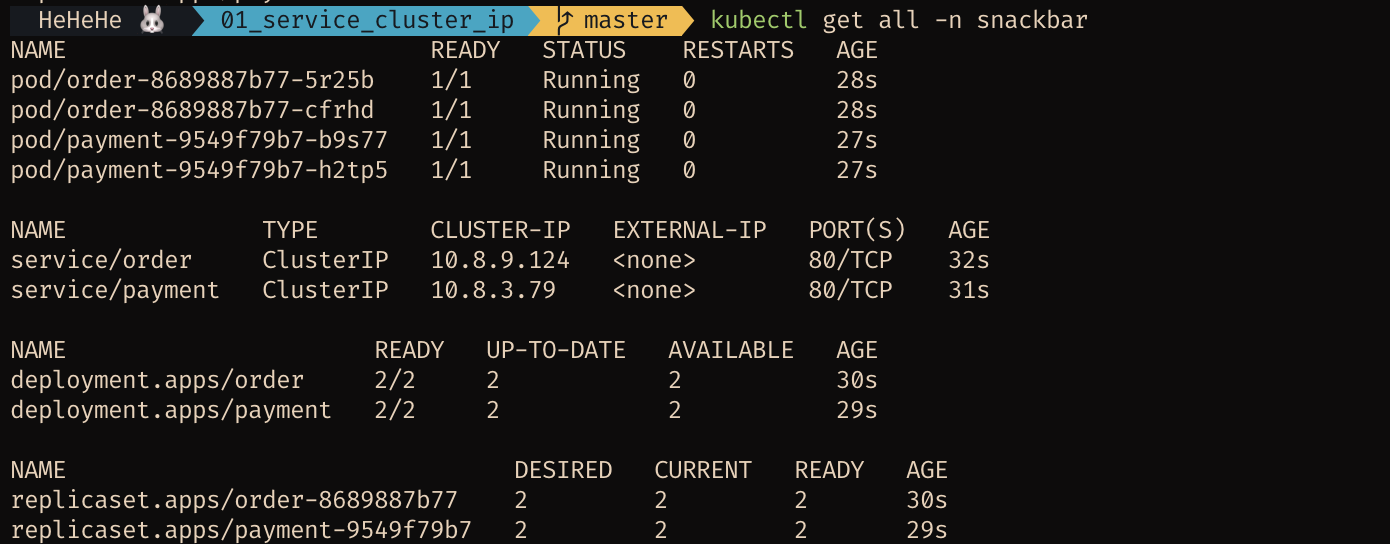 HeHeHe 🐰 01_service_cluster_ip master kubectl get all -n snackbar
NAME READY STATUS RESTARTS AGE
pod/order-8689887b77-5r25b 1/1 Running 0 28s
pod/order-8689887b77-cfrhd 1/1 Running 0 28s
pod/payment-9549f79b7-b9s77 1/1 Running 0 27s
pod/payment-9549f79b7-h2tp5 1/1 Running 0 27s
NAME TYPE CLUSTER-IP EXTERNAL-IP PORT(S) AGE
service/order ClusterIP 10.8.9.124 <none> 80/TCP 32s
service/payment ClusterIP 10.8.3.79 <none> 80/TCP 31s
NAME READY UP-TO-DATE AVAILABLE AGE
deployment.apps/order 2/2 2 2 30s
deployment.apps/payment 2/2 2 2 29s
NAME DESIRED CURRENT READY AGE
replicaset.apps/order-8689887b77 2 2 2 30s
replicaset.apps/payment-9549f79b7 2 2 2 29s